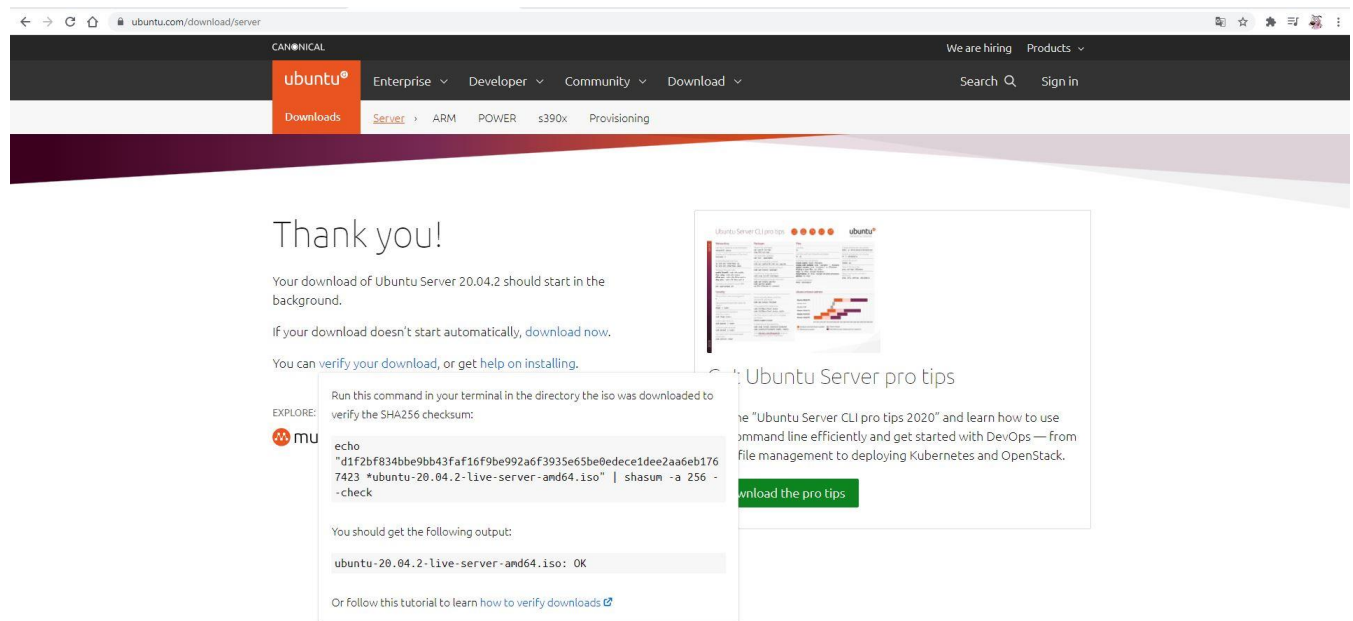 ubuntu.com/download/server
CANONICAL
We are hiring Products
ubuntu
Enterprise Developer Community Download
Search Sign in
Downloads
Server › ARM POWER s390x Provisioning
Thank you!
Your download of Ubuntu Server 20.04.2 should start in the
background.
If your download doesn't start automatically, download now.
You can verify your download, or get help on installing.
EXPLORE:
mu
Run this command in your terminal in the directory the iso was downloaded to
verify the SHA256 checksum:
echo
"d1f2bf834bbe9bb43faf16f9be992a6f3935e65be0edece1dee2aa6eb176
7423 *ubuntu-20.04.2-live-server-amd64.iso" | shasum -a 256 -
-check
You should get the following output:
ubuntu-20.04.2-live-server-amd64.iso: OK
Or follow this tutorial to learn how to verify downloads
Ubuntu Server CLI pro tips
ubuntu
Ubuntu Server pro tips
"Ubuntu Server CLI pro tips 2020" and learn how to use
command line efficiently and get started with DevOps — from
file management to deploying Kubernetes and OpenStack.
wnload the pro tips